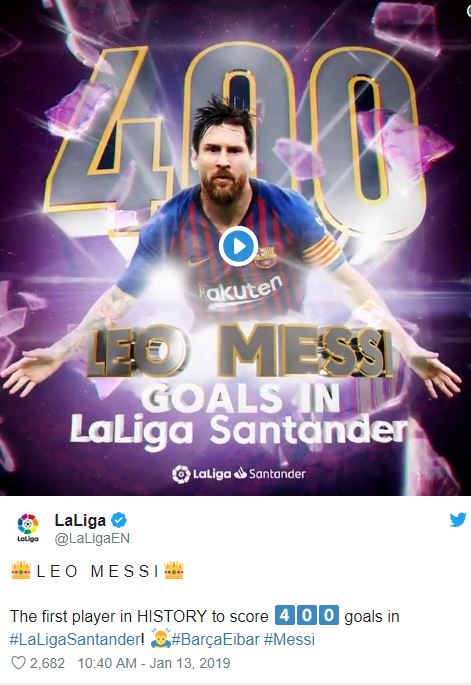 400
Rakuten
LEO MESSI
GOALS IN
LaLiga Santander
LaLiga Santander
LaLiga
LaLiga
@LaLigaEN
👑 L E O M E S S I 👑
The first player in HISTORY to score 4️⃣0️⃣0️⃣ goals in
#LaLigaSantander! 🙇‍♂️#BarçaEibar #Messi
2,682 10:40 AM - Jan 13, 2019